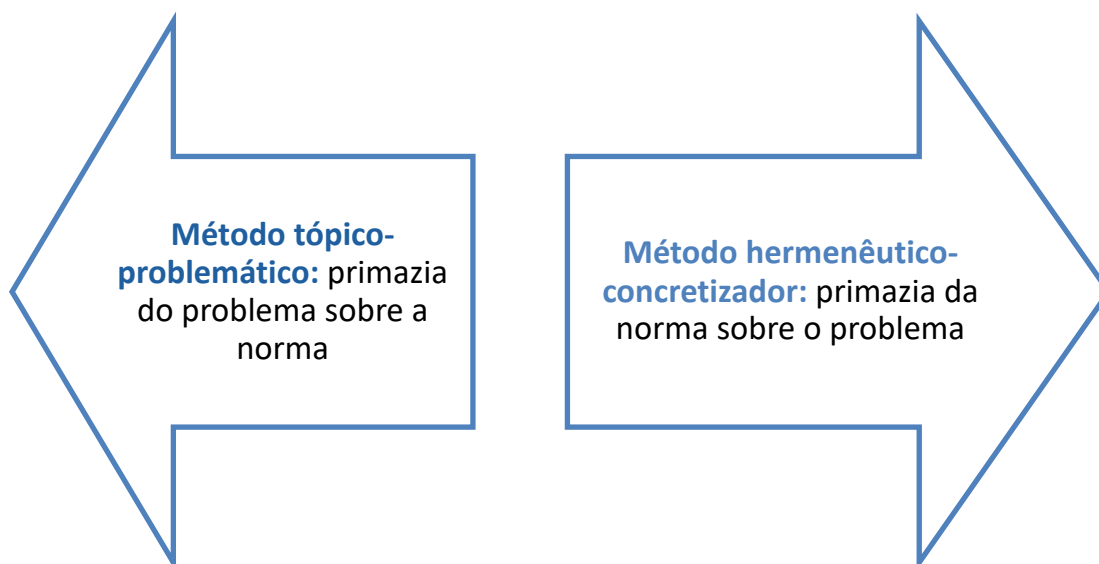 Método tópico-
problemático: primazia
do problema sobre a
norma
Método hermenêutico-
concretizador: primazia da
norma sobre o problema